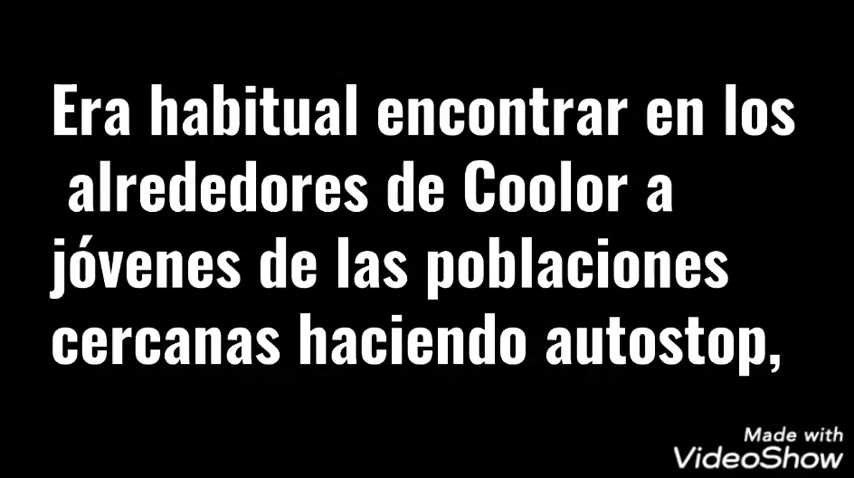 Era habitual encontrar en los
alrededores de Coolor a
jóvenes de las poblaciones
cercanas haciendo autostop,
Made with
VideoShow